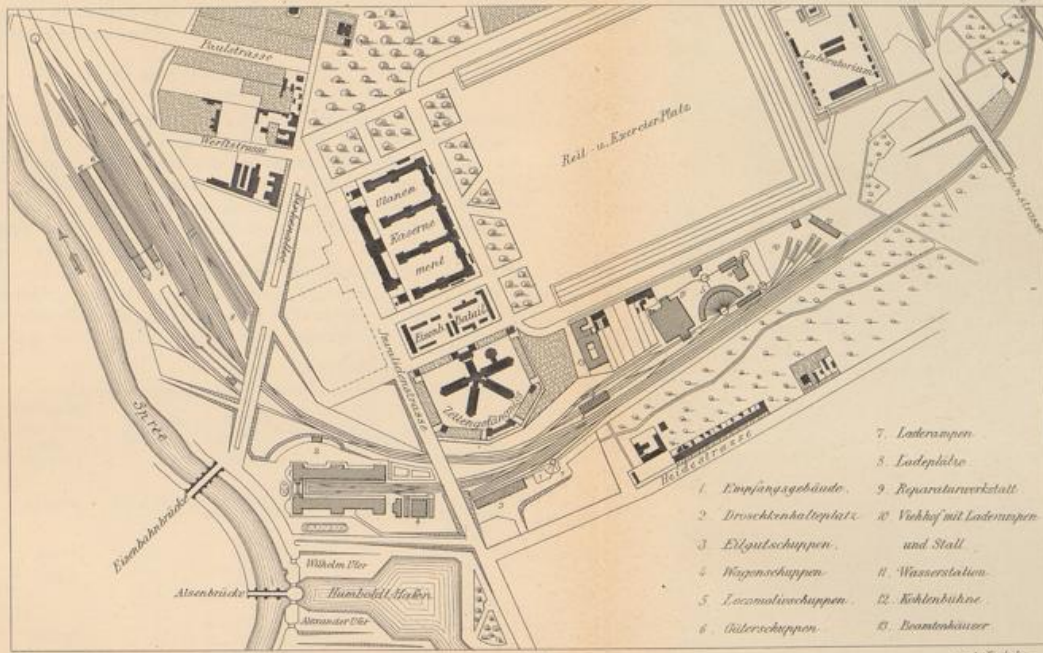 Paulstrasse
Werftstrasse
Reit- u. Exercier-Platz
Laboratorium
Ulanen
Kaserne
ment
Eisenb. Batail.
Zellengefängniss
Invalidenstrasse
Heidestrasse
Spree
Eisenbahnbrücke
Alsenbrücke
Wilhelm Ufer
Humboldt Hafen
Alexander Ufer
1. Empfangsgebäude.
2. Droschkenhalteplatz
3. Eilgutschuppen.
4. Wagenschuppen
5. Locomotivschuppen.
6. Güterschuppen
7. Laderampen
8. Ladeplätze
9. Reparaturwerkstatt
10. Viehhof mit Laderampen
und Stall
11. Wasserstation
12. Kohlenbühne
13. Beamtenhäuser